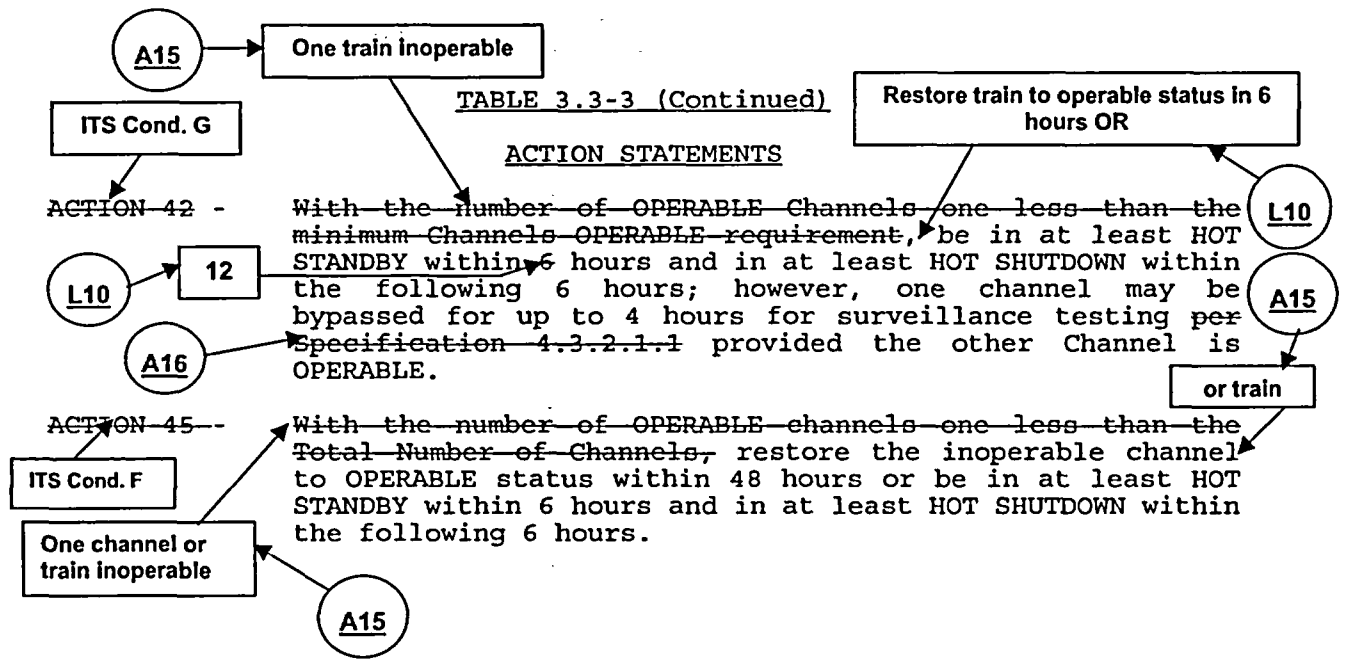 A15
One train inoperable
TABLE 3.3-3 (Continued)
Restore train to operable status in 6
hours OR
ITS Cond. G
ACTION STATEMENTS
L10
ACTION 42 - With the number of OPERABLE Channels one less than the
minimum Channels OPERABLE requirement, be in at least HOT
STANDBY within 6 hours and in at least HOT SHUTDOWN within
the following 6 hours; however, one channel may be
bypassed for up to 4 hours for surveillance testing per
Specification 4.3.2.1.1 provided the other Channel is
OPERABLE.
L10
12
A15
A16
or train
ACTION 45 - With the number of OPERABLE channels one less than the
Total Number of Channels, restore the inoperable channel
to OPERABLE status within 48 hours or be in at least HOT
STANDBY within 6 hours and in at least HOT SHUTDOWN within
the following 6 hours.
ITS Cond. F
One channel or
train inoperable
A15